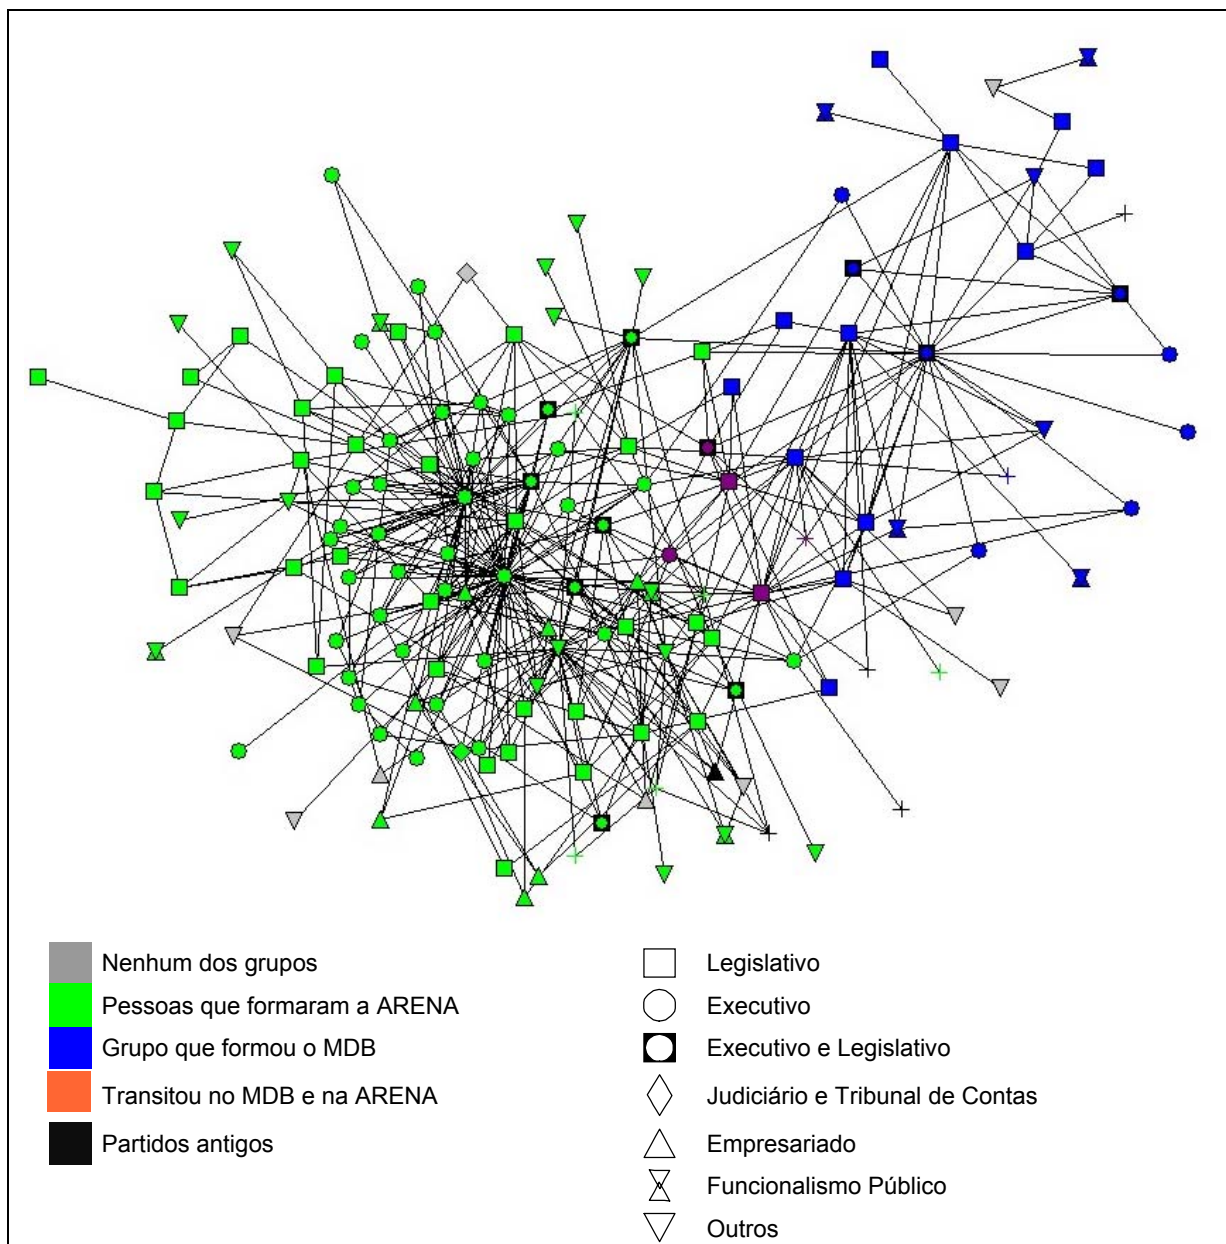 Nenhum dos grupos
Pessoas que formaram a ARENA
Grupo que formou o MDB
Transitou no MDB e na ARENA
Partidos antigos
Legislativo
Executivo
Executivo e Legislativo
Judiciário e Tribunal de Contas
Empresariado
Funcionalismo Público
Outros